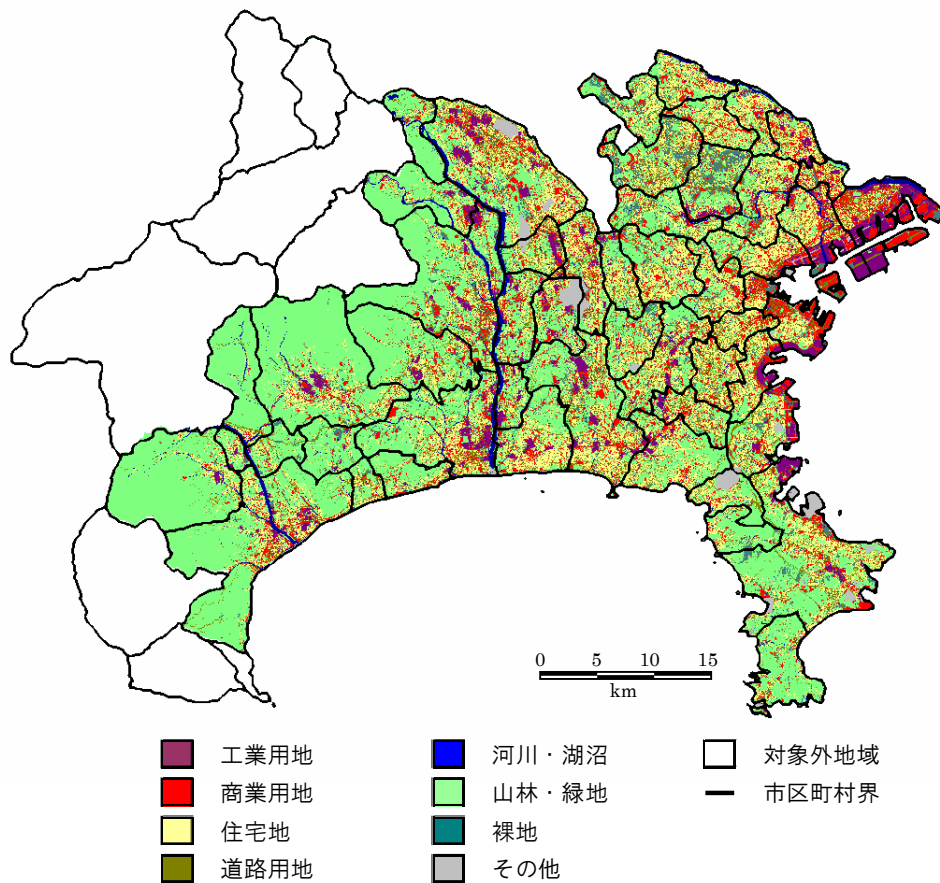 0 5 10 15
km
工業用地 河川・湖沼 対象外地域
商業用地 山林・緑地 市区町村界
住宅地 裸地
道路用地 その他